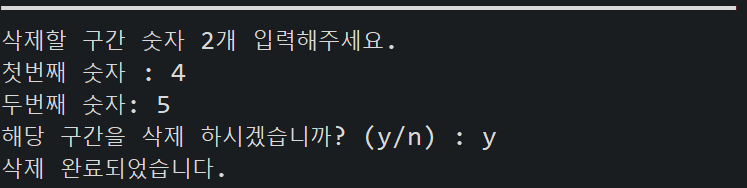 삭제할 구간 숫자 2개 입력해주세요.
첫번째 숫자 : 4
두번째 숫자: 5
해당 구간을 삭제 하시겠습니까? (y/n) : y
삭제 완료되었습니다.